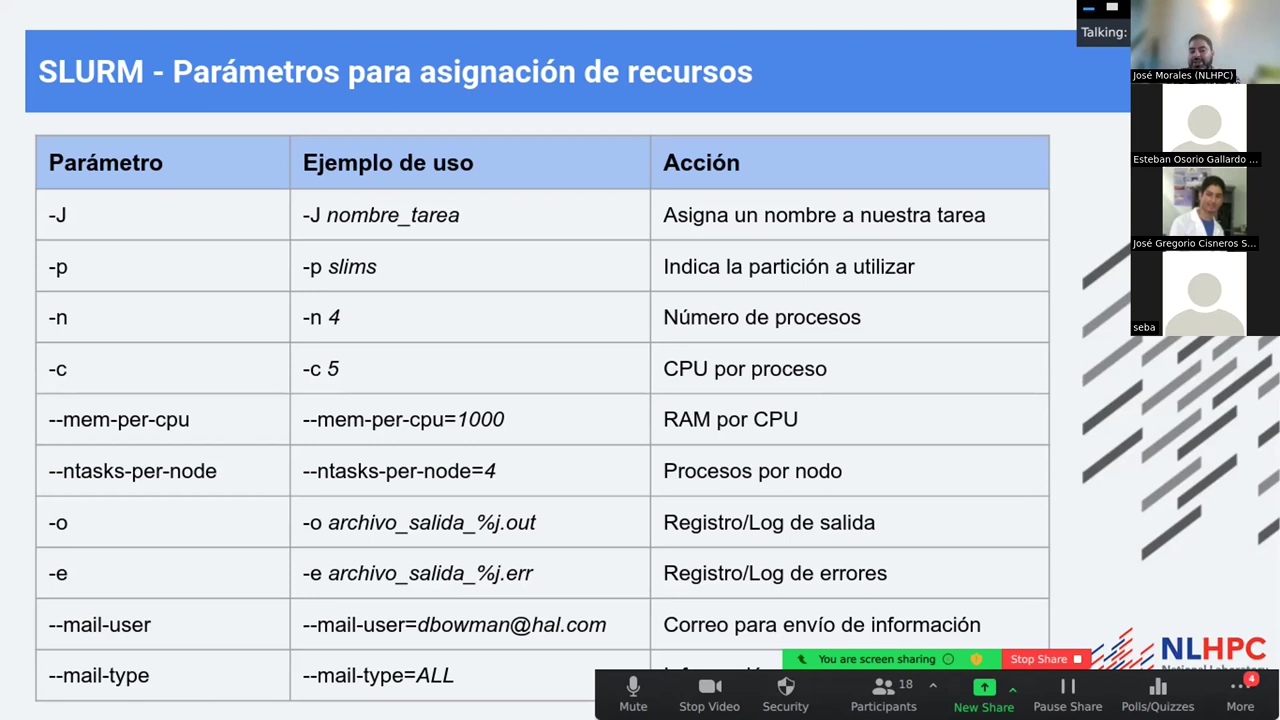 SLURM - Parámetros para asignación de recursos
Parámetro Ejemplo de uso Acción
-J -J nombre_tarea Asigna un nombre a nuestra tarea
-p -p slims Indica la partición a utilizar
-n -n 4 Número de procesos
-c -c 5 CPU por proceso
--mem-per-cpu --mem-per-cpu=1000 RAM por CPU
--ntasks-per-node --ntasks-per-node=4 Procesos por nodo
-o -o archivo_salida_%j.out Registro/Log de salida
-e -e archivo_salida_%j.err Registro/Log de errores
--mail-user --mail-user=dbowman@hal.com Correo para envío de información
--mail-type --mail-type=ALL
Talking:
José Morales (NLHPC)
Esteban Osorio Gallardo ...
José Gregorio Cisneros S...
seba
NLHPC
You are screen sharing Stop Share
Mute Stop Video Security Participants 18 New Share Pause Share Polls/Quizzes More 4